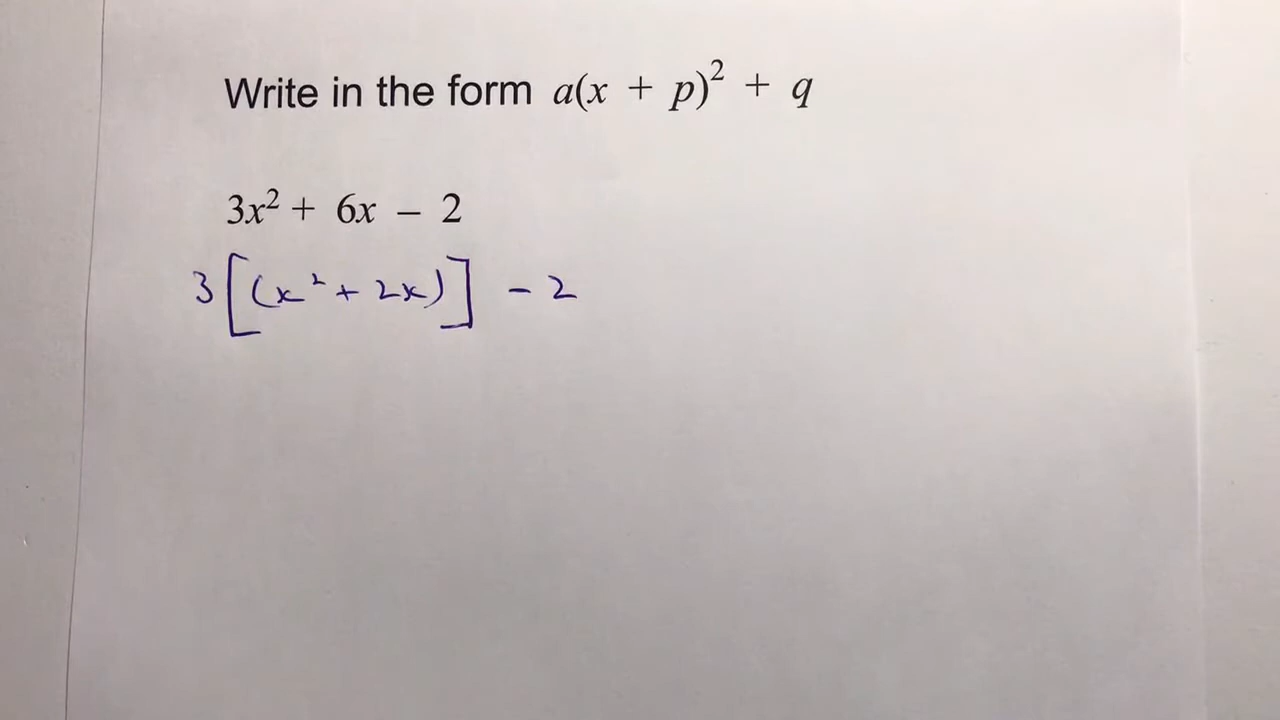 Write in the form a(x + p)² + q
3x² + 6x − 2
3[(x² + 2x)] − 2